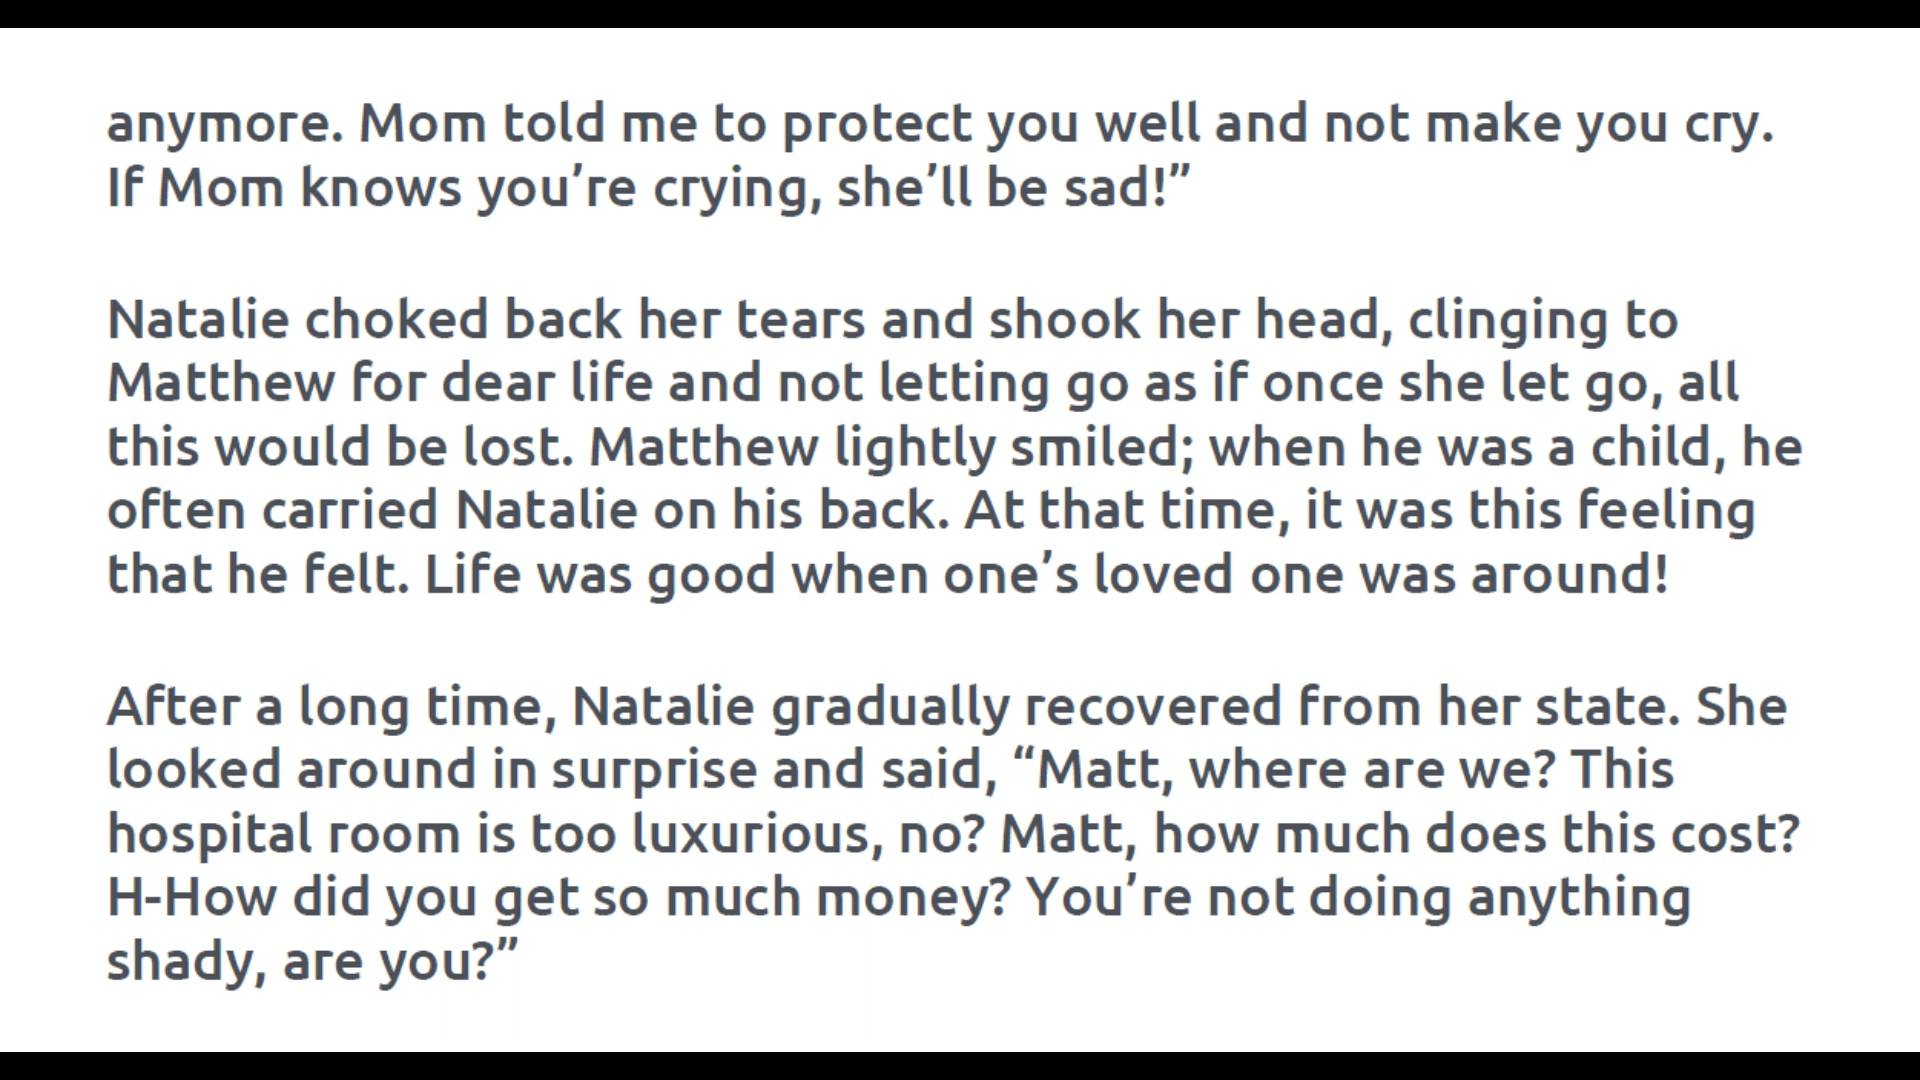 anymore. Mom told me to protect you well and not make you cry.
If Mom knows you’re crying, she’ll be sad!”
Natalie choked back her tears and shook her head, clinging to
Matthew for dear life and not letting go as if once she let go, all
this would be lost. Matthew lightly smiled; when he was a child, he
often carried Natalie on his back. At that time, it was this feeling
that he felt. Life was good when one’s loved one was around!
After a long time, Natalie gradually recovered from her state. She
looked around in surprise and said, “Matt, where are we? This
hospital room is too luxurious, no? Matt, how much does this cost?
H-How did you get so much money? You’re not doing anything
shady, are you?”